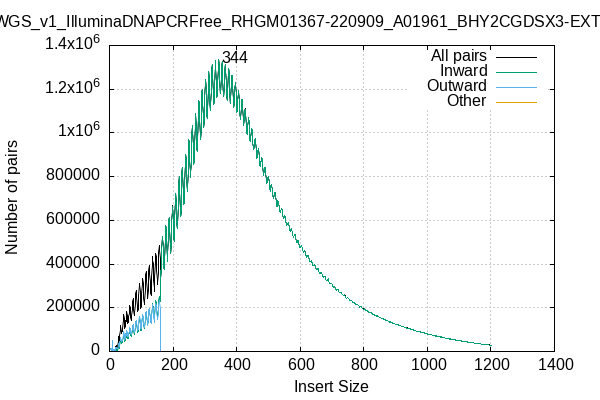 WGS_v1_IlluminaDNAPCRFree_RHGM01367-220909_A01961_BHY2CGDSX3-EXT
1.4x10^6
1.2x10^6
1x10^6
800000
600000
400000
200000
0
Number of pairs
344
All pairs
Inward
Outward
Other
0 200 400 600 800 1000 1200 1400
Insert Size